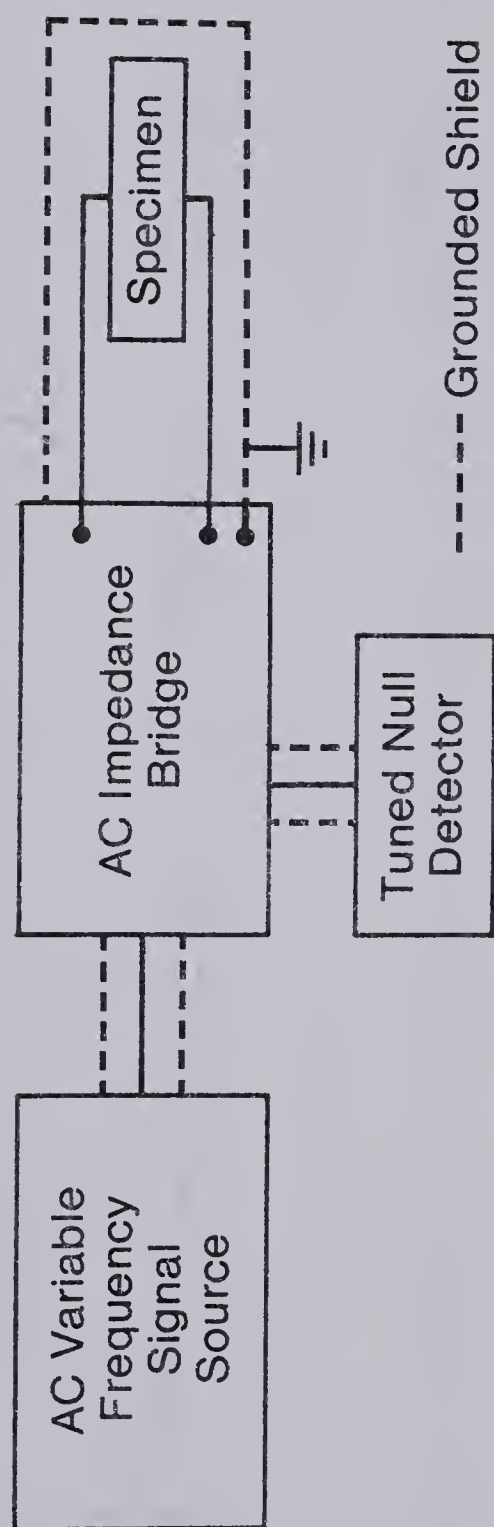 AC Variable
Frequency
Signal
Source
AC Impedance
Bridge
Specimen
Tuned Null
Detector
Grounded Shield